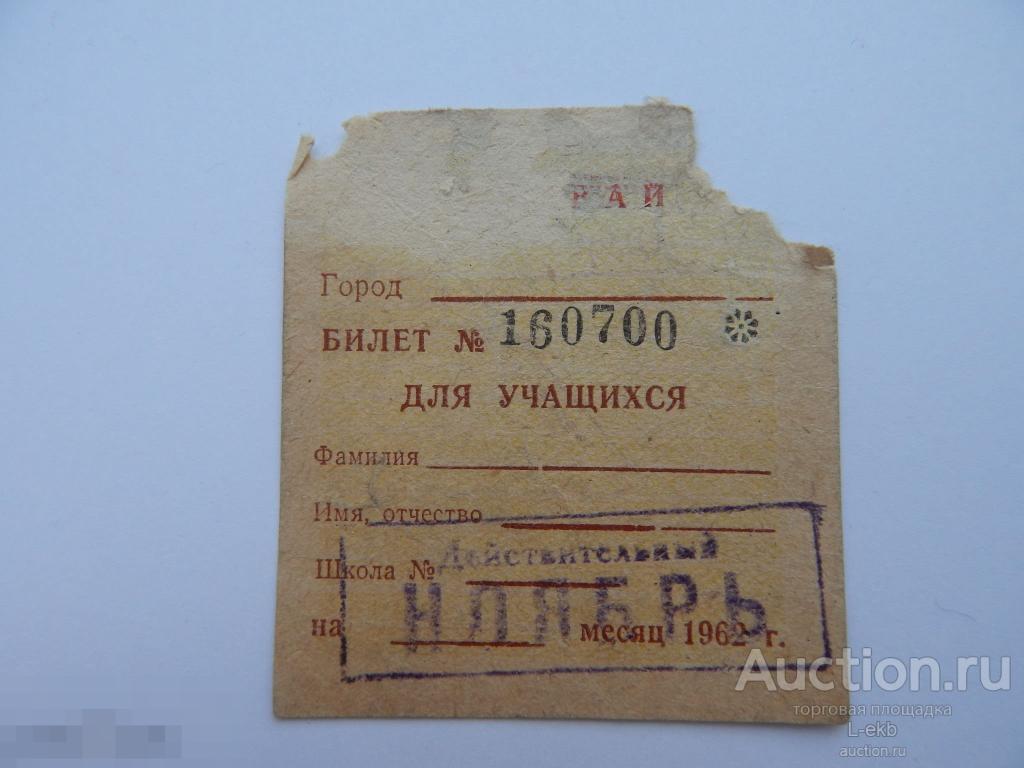 РАЙ
Город
БИЛЕТ № 160700
ДЛЯ УЧАЩИХСЯ
Фамилия
Имя, отчество
Действительный
Школа №
НОЯБРЬ
на месяц 1962 г.
Auction.ru
торговая площадка
L-ekb
auction.ru